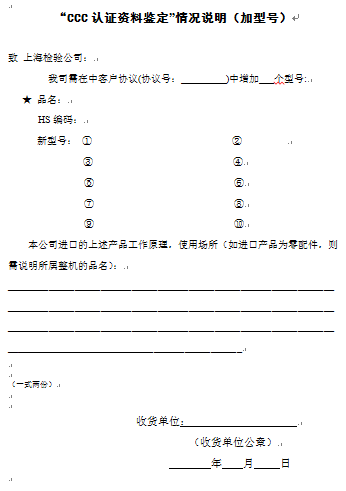 “CCC 认证资料鉴定”情况说明（加型号）
致 上海检验公司：
我司需在中客户协议(协议号：________)中增加___个型号:
★ 品名：
HS 编码：
新型号： ① ②
③ ④
⑥ ⑤
⑦ ⑧
⑨ ⑩
本公司进口的上述产品工作原理，使用场所（如进口产品为零配件，则
需说明所属整机的品名）：
（一式两份）
收货单位：
（收货单位公章）
________年____月_____日